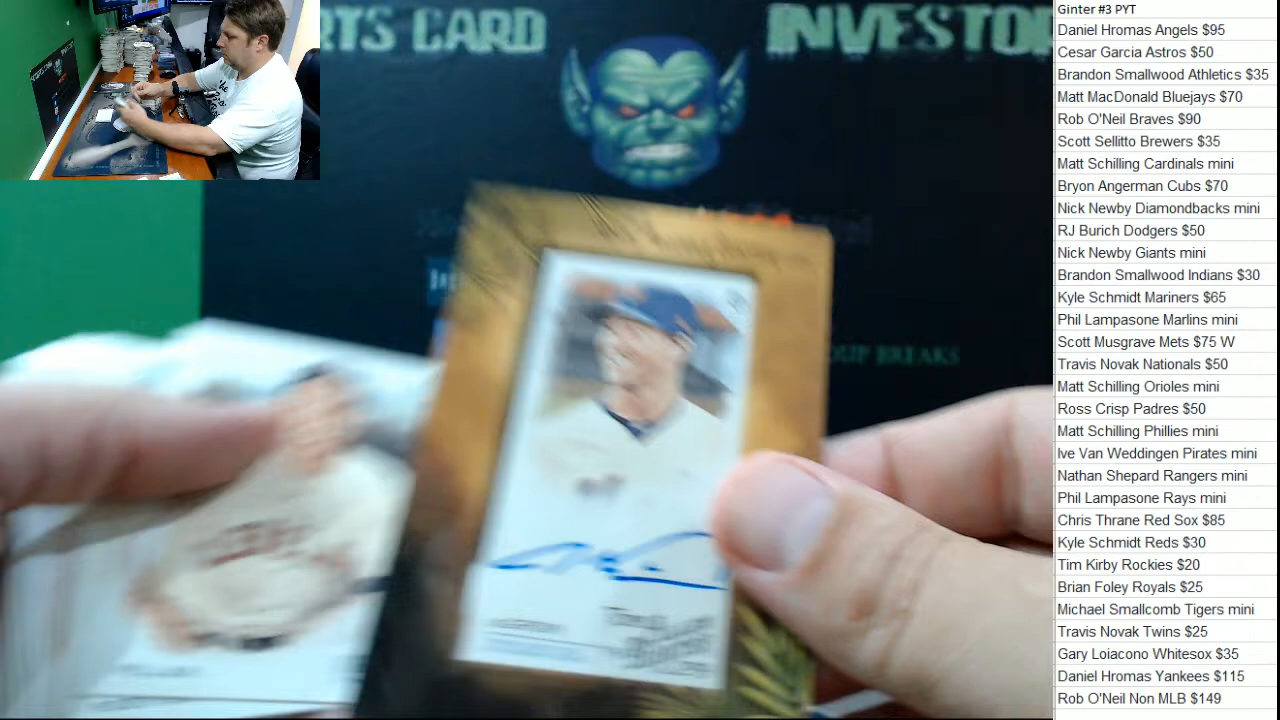 RTS CARD
INVESTOR
OUP BREAKS
Ginter #3 PYT
Daniel Hromas Angels $95
Cesar Garcia Astros $50
Brandon Smallwood Athletics $35
Matt MacDonald Bluejays $70
Rob O'Neil Braves $90
Scott Sellitto Brewers $35
Matt Schilling Cardinals mini
Bryon Angerman Cubs $70
Nick Newby Diamondbacks mini
RJ Burich Dodgers $50
Nick Newby Giants mini
Brandon Smallwood Indians $30
Kyle Schmidt Mariners $65
Phil Lampasone Marlins mini
Scott Musgrave Mets $75 W
Travis Novak Nationals $50
Matt Schilling Orioles mini
Ross Crisp Padres $50
Matt Schilling Phillies mini
Ive Van Weddingen Pirates mini
Nathan Shepard Rangers mini
Phil Lampasone Rays mini
Chris Thrane Red Sox $85
Kyle Schmidt Reds $30
Tim Kirby Rockies $20
Brian Foley Royals $25
Michael Smallcomb Tigers mini
Travis Novak Twins $25
Gary Loiacono Whitesox $35
Daniel Hromas Yankees $115
Rob O'Neil Non MLB $149